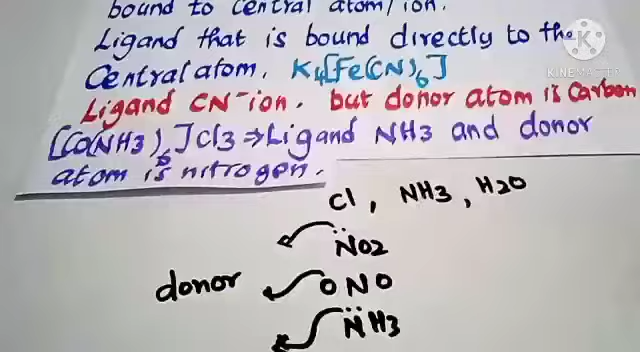 bound to Central atom/ion.
Ligand that is bound directly to the
Central atom, K4[Fe(CN)6]
Ligand CN⁻ion. but donor atom is Carbon
[Co(NH3)6]Cl3 ⇒ Ligand NH3 and donor
atom is nitrogen.
Cl, NH3, H2O
N̈O2
donor ONO
N̈H3
KINEMASTER